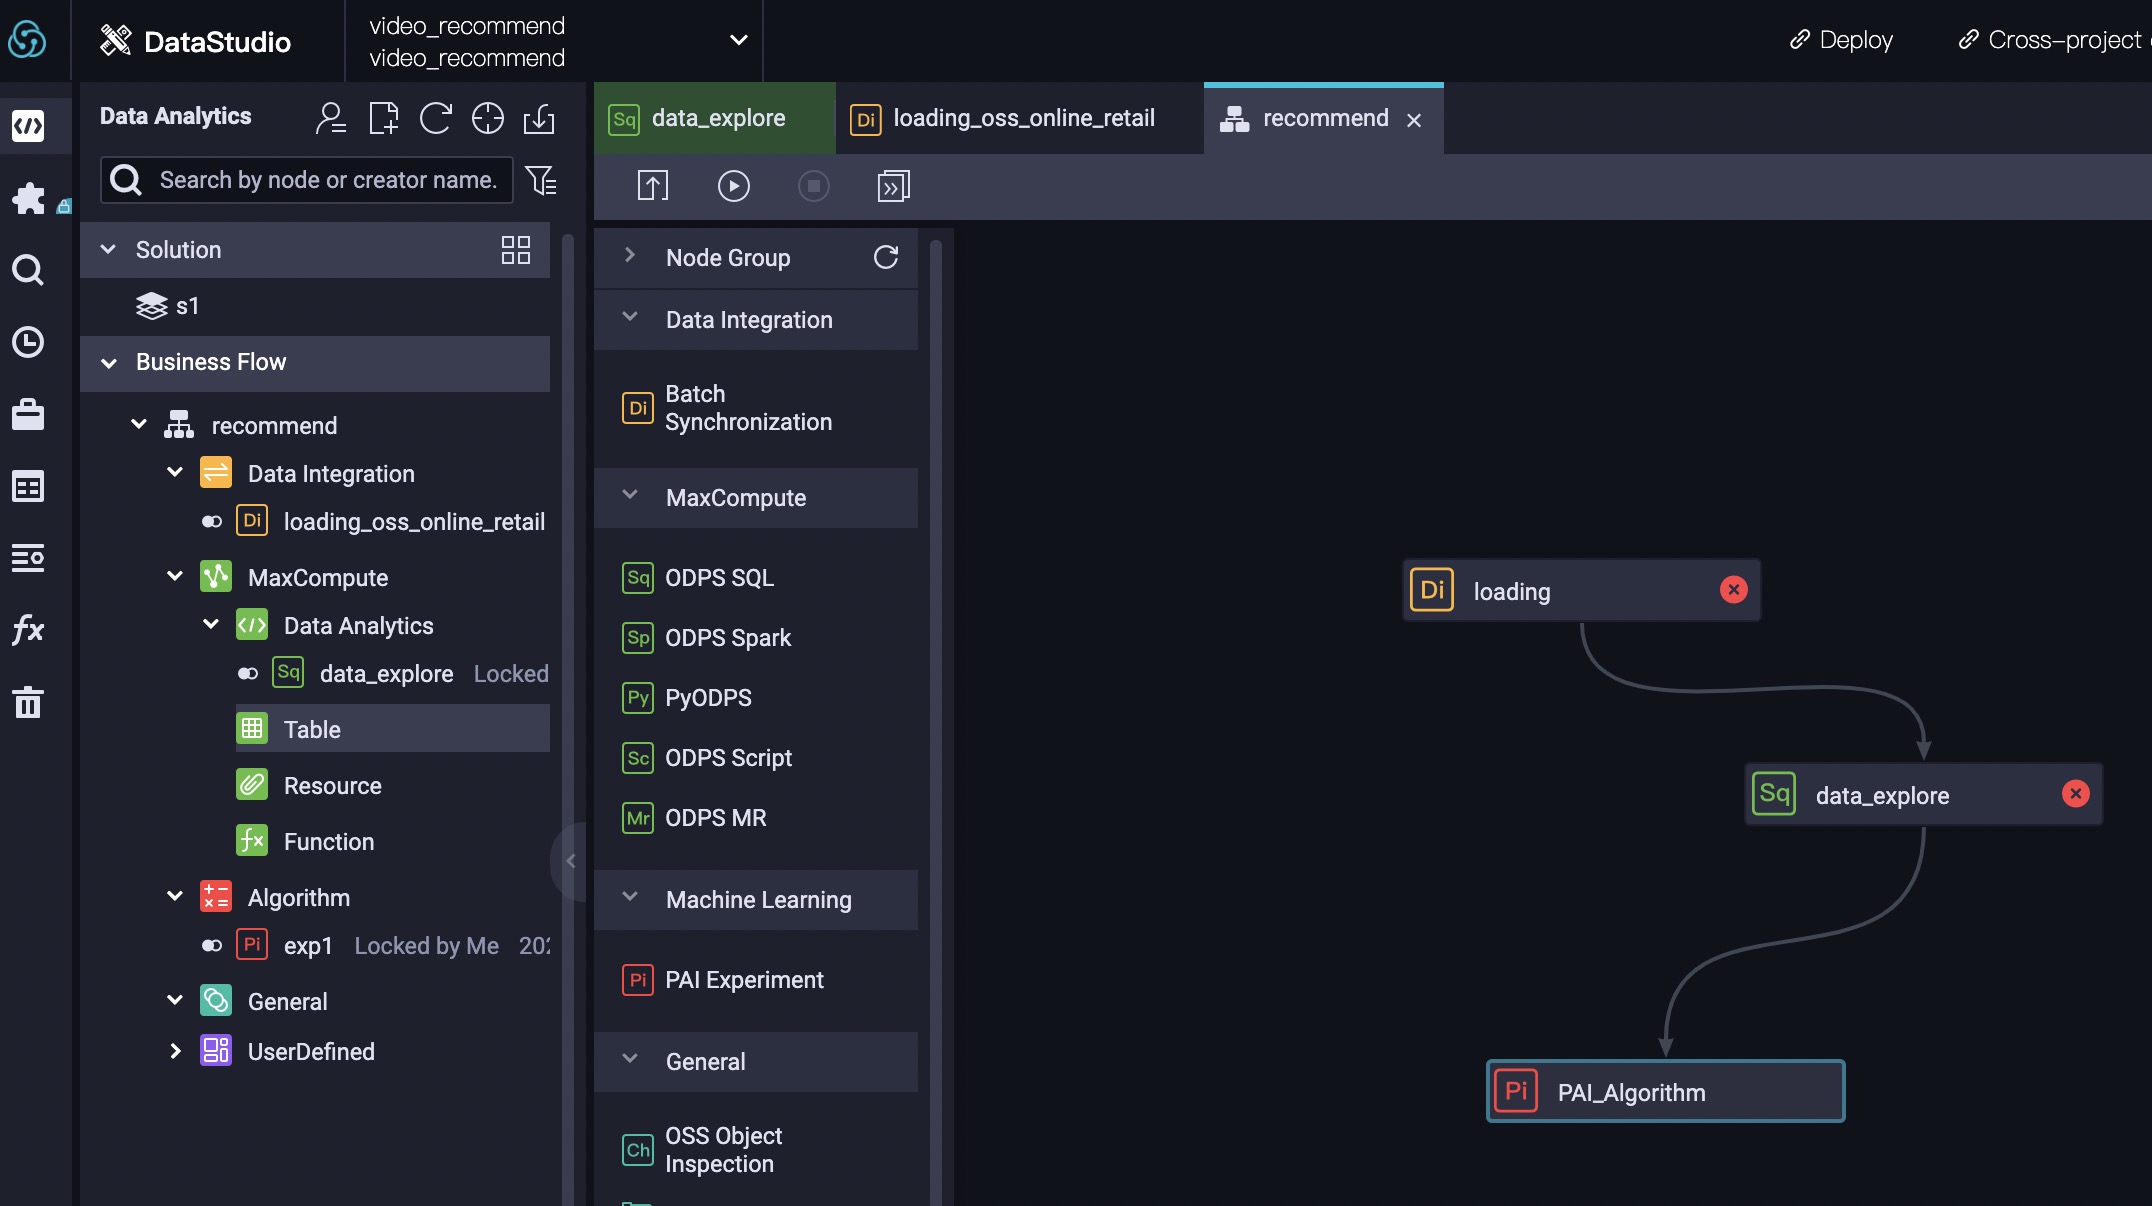 DataStudio
video_recommend
video_recommend
Deploy
Cross-project
Data Analytics
Search by node or creator name.
Solution
s1
Business Flow
recommend
Data Integration
Di loading_oss_online_retail
MaxCompute
Data Analytics
Sq data_explore Locked
Table
Resource
fx Function
Algorithm
Pi exp1 Locked by Me 202
General
UserDefined
fx
Sq data_explore
Di loading_oss_online_retail
recommend
Node Group
Data Integration
Di Batch
Synchronization
MaxCompute
Sq ODPS SQL
Sp ODPS Spark
Py PyODPS
Sc ODPS Script
Mr ODPS MR
Machine Learning
Pi PAI Experiment
General
Ch OSS Object
Inspection
Di loading
Sq data_explore
Pi PAI_Algorithm